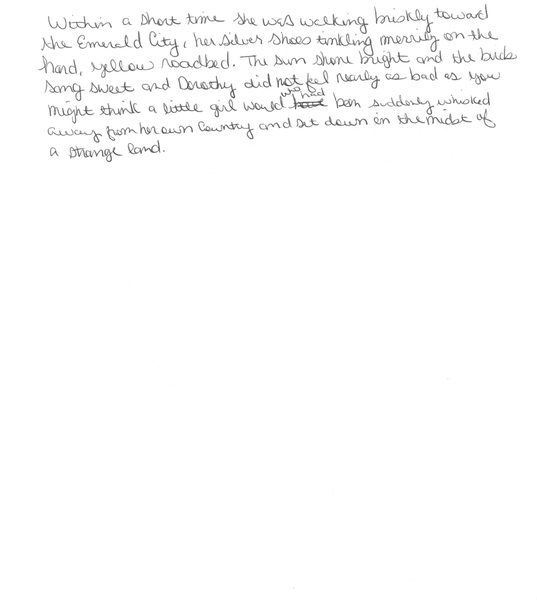 Within a short time she was walking briskly toward
the Emerald City, her Silver Shoes tinkling merrily on the
hard, yellow roadbed. The sun shone bright and the birds
sang sweet and Dorothy did not feel nearly as bad as you
might think a little girl would who had been suddenly whisked
away from her own Country and set down in the midst of
a strange land.